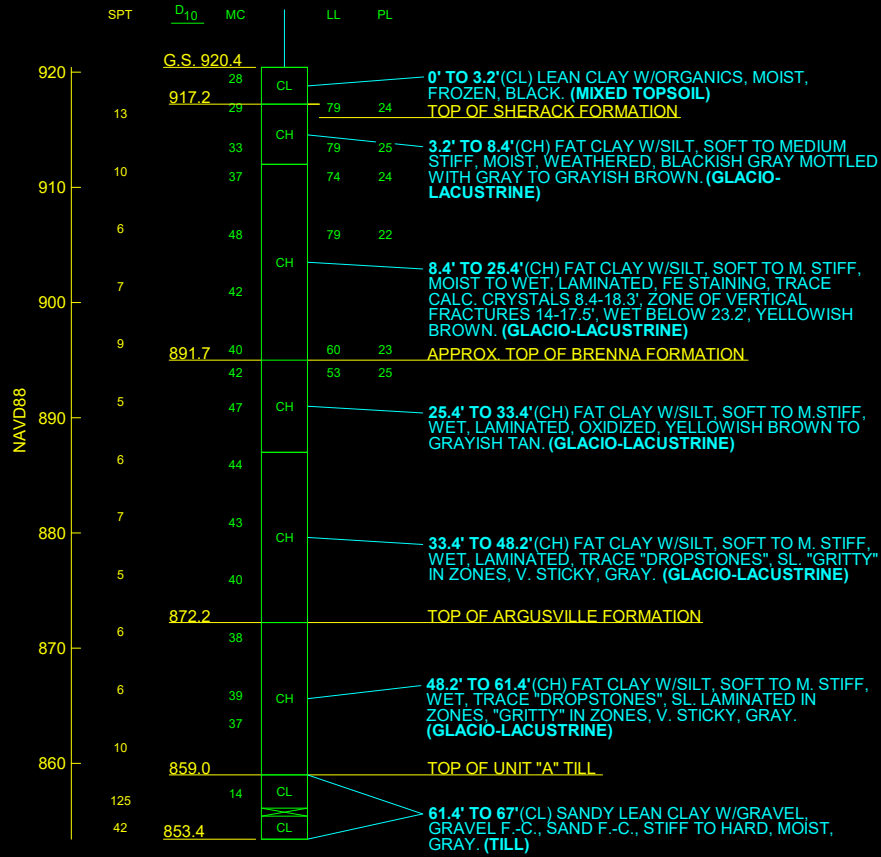 SPT D10 MC LL PL
G.S. 920.4
920
28
CL
0' TO 3.2'(CL) LEAN CLAY W/ORGANICS, MOIST,
FROZEN, BLACK. (MIXED TOPSOIL)
917.2
13
29
79 24
TOP OF SHERACK FORMATION
CH
3.2' TO 8.4'(CH) FAT CLAY W/SILT, SOFT TO MEDIUM
STIFF, MOIST, WEATHERED, BLACKISH GRAY MOTTLED
WITH GRAY TO GRAYISH BROWN. (GLACIO-
LACUSTRINE)
33
79 25
10
37
74 24
910
6
48
79 22
CH
8.4' TO 25.4'(CH) FAT CLAY W/SILT, SOFT TO M. STIFF,
MOIST TO WET, LAMINATED, FE STAINING, TRACE
CALC. CRYSTALS 8.4-18.3', ZONE OF VERTICAL
FRACTURES 14-17.5', WET BELOW 23.2', YELLOWISH
BROWN. (GLACIO-LACUSTRINE)
7
42
900
9
891.7
40
60 23
APPROX. TOP OF BRENNA FORMATION
42
53 25
5
47
CH
25.4' TO 33.4'(CH) FAT CLAY W/SILT, SOFT TO M.STIFF,
WET, LAMINATED, OXIDIZED, YELLOWISH BROWN TO
GRAYISH TAN. (GLACIO-LACUSTRINE)
890
NAVD88
6
44
7
43
880
CH
33.4' TO 48.2'(CH) FAT CLAY W/SILT, SOFT TO M. STIFF,
WET, LAMINATED, TRACE "DROPSTONES", SL. "GRITTY"
IN ZONES, V. STICKY, GRAY. (GLACIO-LACUSTRINE)
5
40
872.2
TOP OF ARGUSVILLE FORMATION
6
38
870
6
39
CH
48.2' TO 61.4'(CH) FAT CLAY W/SILT, SOFT TO M. STIFF,
WET, TRACE "DROPSTONES", SL. LAMINATED IN
ZONES, "GRITTY" IN ZONES, V. STICKY, GRAY.
(GLACIO-LACUSTRINE)
37
10
860
859.0
TOP OF UNIT "A" TILL
125
14
CL
61.4' TO 67'(CL) SANDY LEAN CLAY W/GRAVEL,
GRAVEL F.-C., SAND F.-C., STIFF TO HARD, MOIST,
GRAY. (TILL)
42
CL
853.4